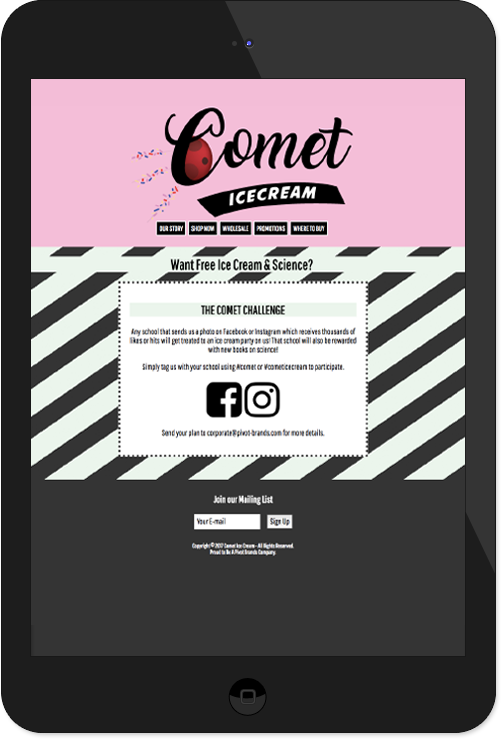 Comet
ICECREAM
OUR STORY SHOP NOW WHOLESALE PROMOTIONS WHERE TO BUY
Want Free Ice Cream & Science?
THE COMET CHALLENGE
Any school that sends us a photo on Facebook or Instagram which receives thousands of
likes or hits will get treated to an ice cream party on us! That school will also be rewarded
with new books on science!
Simply tag us with your school using #comet or #cometicecream to participate.
Send your plan to corporate@pivot-brands.com for more details.
Join our Mailing List
Your E-mail Sign Up
Copyright © 2017 Comet Ice Cream - All Rights Reserved.
Proud to Be A Pivot Brands Company.